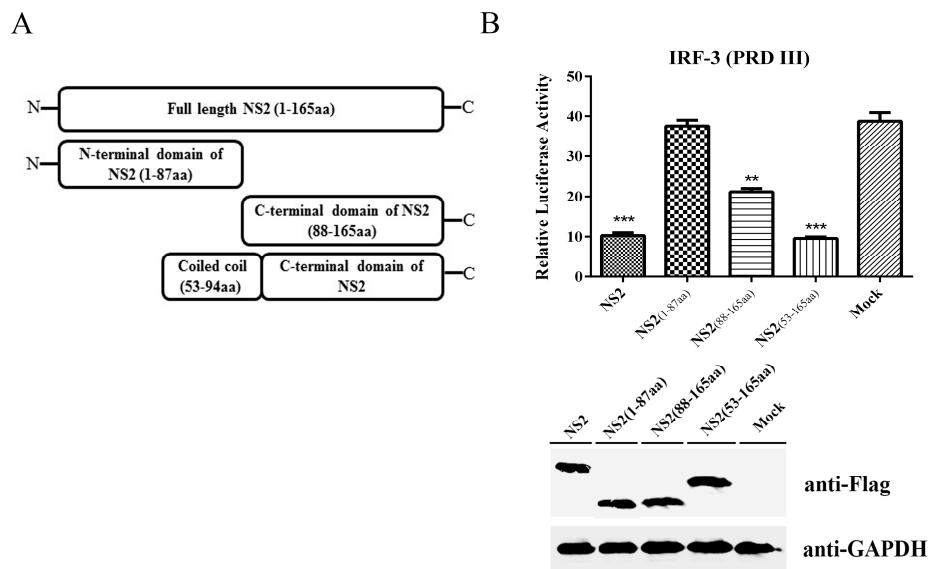 A
N
Full length NS2 (1-165aa)
C
N
N-terminal domain of
NS2 (1-87aa)
C-terminal domain of NS2
(88-165aa)
C
Coiled coil
(53-94aa)
C-terminal domain of
NS2
C
B
IRF-3 (PRD III)
Relative Luciferase Activity
50
40
30
20
10
0
***
**
***
NS2
NS2(1-87aa)
NS2(88-165aa)
NS2(53-165aa)
Mock
NS2
NS2(1-87aa)
NS2(88-165aa)
NS2(53-165aa)
Mock
anti-Flag
anti-GAPDH